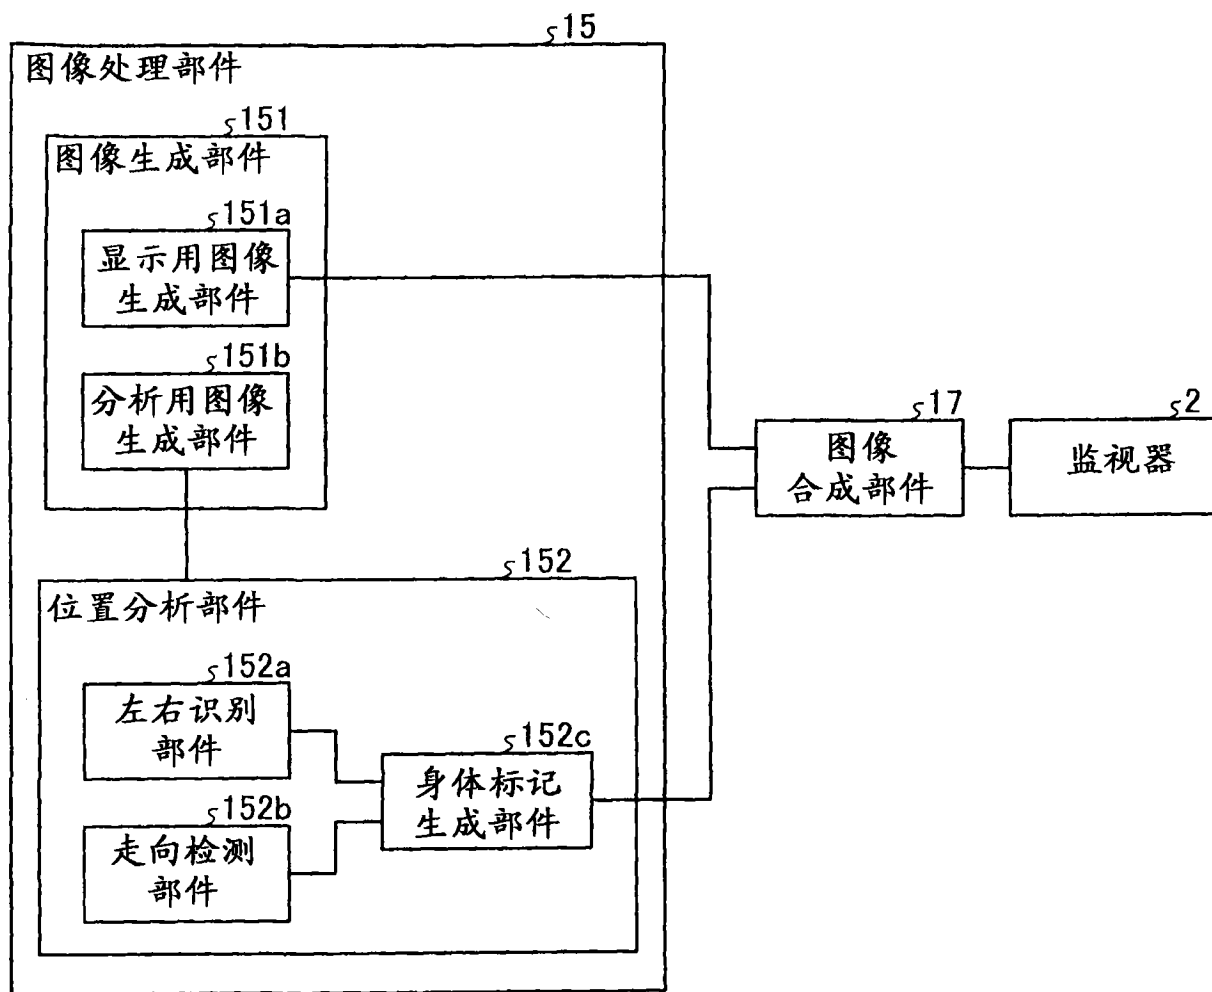 15
图像处理部件
151
图像生成部件
151a
显示用图像
生成部件
151b
分析用图像
生成部件
17
图像
合成部件
2
监视器
152
位置分析部件
152a
左右识别
部件
152c
身体标记
生成部件
152b
走向检测
部件